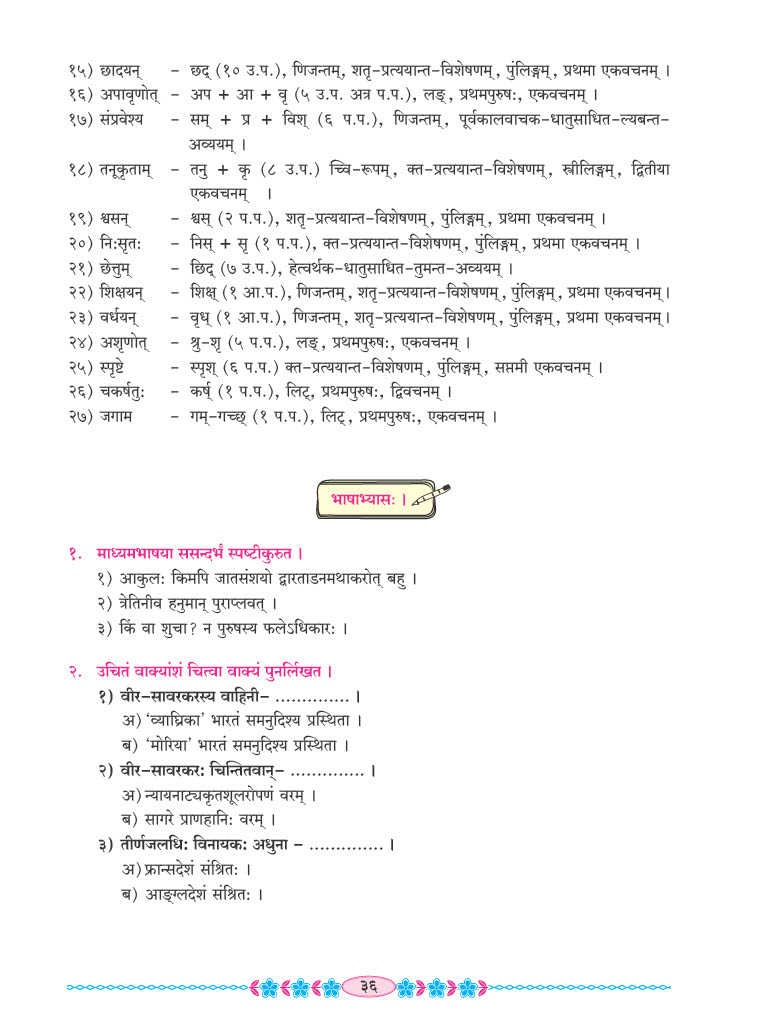 १५) छादयन् – छद् (१० उ.प.), णिजन्तम्, शतृ-प्रत्ययान्त-विशेषणम्, पुंलिङ्गम्, प्रथमा एकवचनम् ।
१६) अपावृणोत् – अप + आ + वृ (५ उ.प. अत्र प.प.), लङ्, प्रथमपुरुषः, एकवचनम् ।
१७) संप्रवेश्य – सम् + प्र + विश् (६ प.प.), णिजन्तम्, पूर्वकालवाचक-धातुसाधित-ल्यबन्त-
अव्ययम् ।
१८) तनूकृताम् – तनु + कृ (८ उ.प.) च्वि-रूपम्, क्त-प्रत्ययान्त-विशेषणम्, स्त्रीलिङ्गम्, द्वितीया
एकवचनम् ।
१९) श्वसन् – श्वस् (२ प.प.), शतृ-प्रत्ययान्त-विशेषणम्, पुंलिङ्गम्, प्रथमा एकवचनम् ।
२०) निःसृतः – निस् + सृ (१ प.प.), क्त-प्रत्ययान्त-विशेषणम्, पुंलिङ्गम्, प्रथमा एकवचनम् ।
२१) छेत्तुम् – छिद् (७ उ.प.), हेत्वर्थक-धातुसाधित-तुमन्त-अव्ययम् ।
२२) शिक्षयन् – शिक्ष् (१ आ.प.), णिजन्तम्, शतृ-प्रत्ययान्त-विशेषणम्, पुंलिङ्गम्, प्रथमा एकवचनम् ।
२३) वर्धयन् – वृध् (१ आ.प.), णिजन्तम्, शतृ-प्रत्ययान्त-विशेषणम्, पुंलिङ्गम्, प्रथमा एकवचनम् ।
२४) अशृणोत् – श्रु-शृ (५ प.प.), लङ्, प्रथमपुरुषः, एकवचनम् ।
२५) स्पृष्टे – स्पृश् (६ प.प.) क्त-प्रत्ययान्त-विशेषणम्, पुंलिङ्गम्, सप्तमी एकवचनम् ।
२६) चकर्षतुः – कर्ष् (१ प.प.), लिट्, प्रथमपुरुषः, द्विवचनम् ।
२७) जगाम – गम्-गच्छ् (१ प.प.), लिट्, प्रथमपुरुषः, एकवचनम् ।
भाषाभ्यासः ।
१. माध्यमभाषया ससन्दर्भं स्पष्टीकुरुत ।
१) आकुलः किमपि जातसंशयो द्वारताडनमथाकरोत् बहु ।
२) त्रेतिनीव हनुमान् पुराप्लवत् ।
३) किं वा शुचा? न पुरुषस्य फलेऽधिकारः ।
२. उचितं वाक्यांशं चित्वा वाक्यं पुनर्लिखत ।
१) वीर-सावरकरस्य वाहिनी- .............. ।
अ) ‘व्याघ्रिका’ भारतं समनुदिश्य प्रस्थिता ।
ब) ‘मोरिया’ भारतं समनुदिश्य प्रस्थिता ।
२) वीर-सावरकरः चिन्तितवान्- .............. ।
अ) न्यायनाट्यकृतशूलरोपणं वरम् ।
ब) सागरे प्राणहानिः वरम् ।
३) तीर्णजलधिः विनायकः अधुना – .............. ।
अ) फ्रान्सदेशं संश्रितः ।
ब) आङ्ग्लदेशं संश्रितः ।
३६